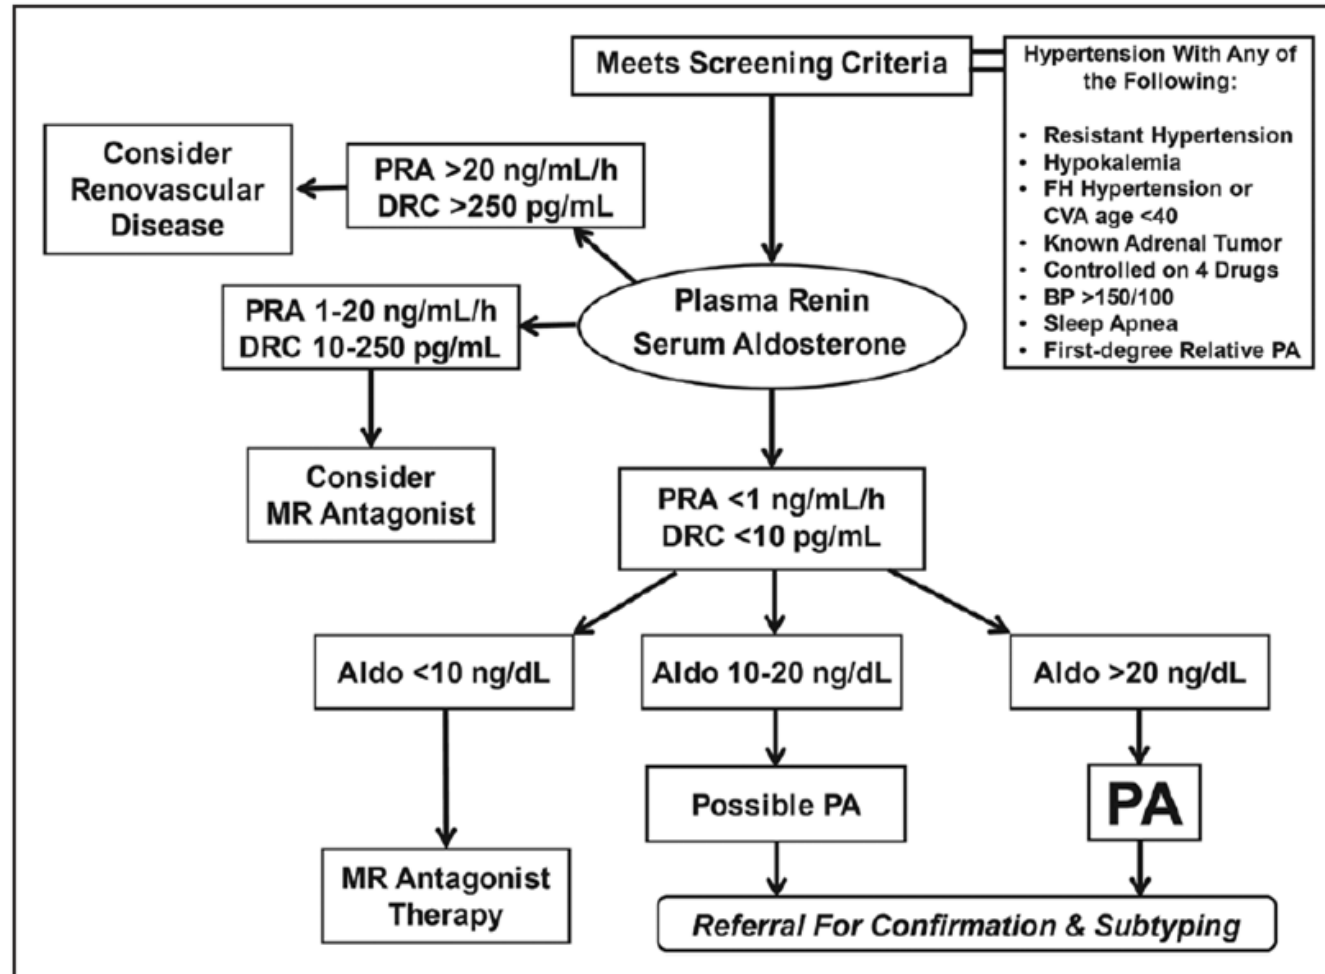 Meets Screening Criteria
Hypertension With Any of
the Following:
• Resistant Hypertension
• Hypokalemia
• FH Hypertension or
CVA age <40
• Known Adrenal Tumor
• Controlled on 4 Drugs
• BP >150/100
• Sleep Apnea
• First-degree Relative PA
Consider
Renovascular
Disease
PRA >20 ng/mL/h
DRC >250 pg/mL
PRA 1-20 ng/mL/h
DRC 10-250 pg/mL
Plasma Renin
Serum Aldosterone
Consider
MR Antagonist
PRA <1 ng/mL/h
DRC <10 pg/mL
Aldo <10 ng/dL
Aldo 10-20 ng/dL
Aldo >20 ng/dL
Possible PA
PA
MR Antagonist
Therapy
Referral For Confirmation & Subtyping